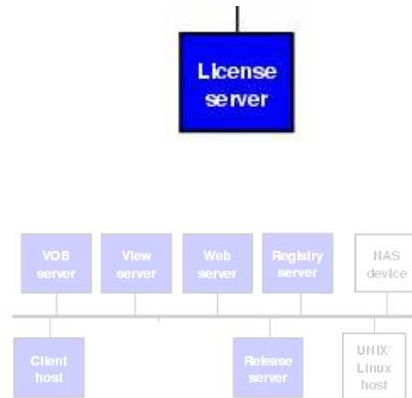 License
server
VOB
server
View
server
Web
server
Registry
server
NAS
device
Client
host
Release
server
UNIX/
Linux
host